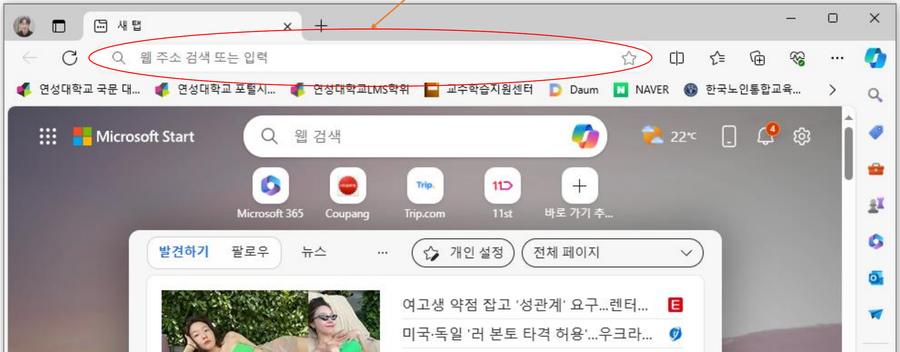 새 탭
웹 주소 검색 또는 입력
연성대학교 국문 대... 연성대학교 포털시... 연성대학교LMS학위 교수학습지원센터 Daum NAVER 한국노인통합교육...
Microsoft Start 웹 검색 22°C 4
Microsoft 365 coupang Coupang Trip. Trip.com 11 11st 바로 가기 추...
발견하기 팔로우 뉴스 ... 개인 설정 전체 페이지
여고생 약점 잡고 '성관계' 요구...렌터... E
미국·독일 '러 본토 타격 허용'...우크라...